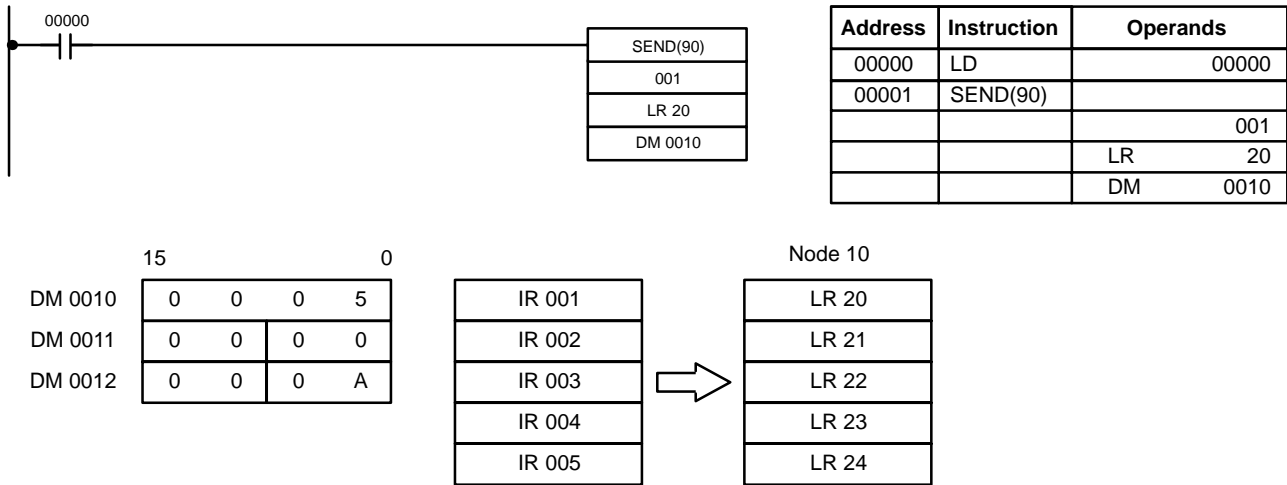 00000
SEND(90)
001
LR 20
DM 0010
Address Instruction Operands
00000 LD 00000
00001 SEND(90)
001
LR 20
DM 0010
15 0
DM 0010 0 0 0 5
DM 0011 0 0 0 0
DM 0012 0 0 0 A
IR 001
IR 002
IR 003
IR 004
IR 005
Node 10
LR 20
LR 21
LR 22
LR 23
LR 24